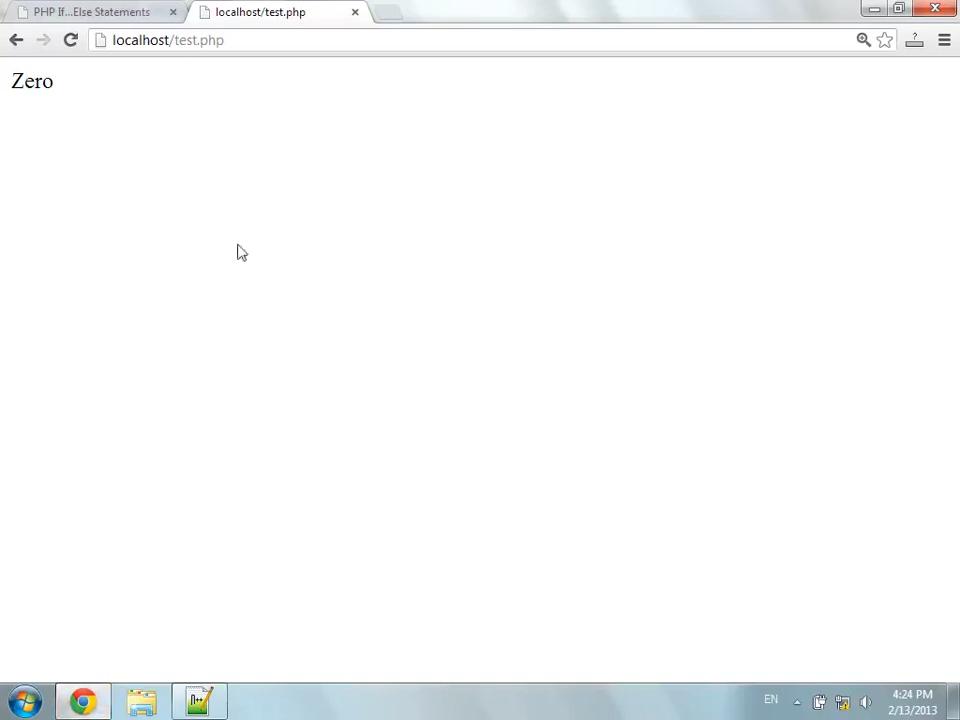 PHP If...Else Statements
localhost/test.php
localhost/test.php
Zero
EN
4:24 PM
2/13/2013